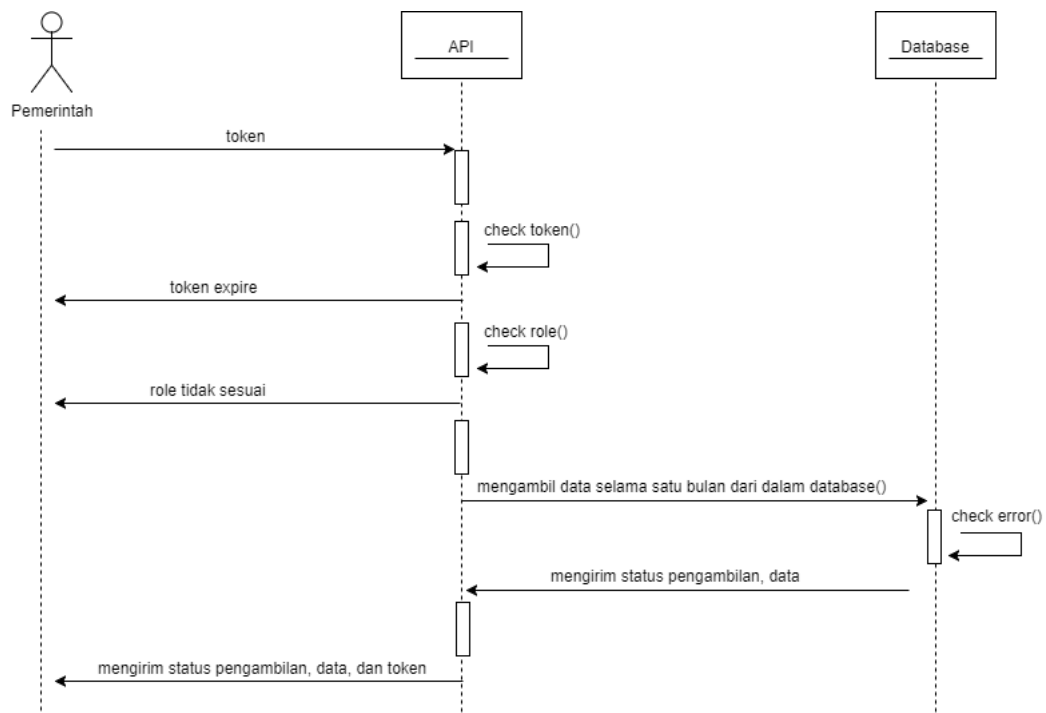 API
Database
Pemerintah
token
check token()
token expire
check role()
role tidak sesuai
mengambil data selama satu bulan dari dalam database()
check error()
mengirim status pengambilan, data
mengirim status pengambilan, data, dan token